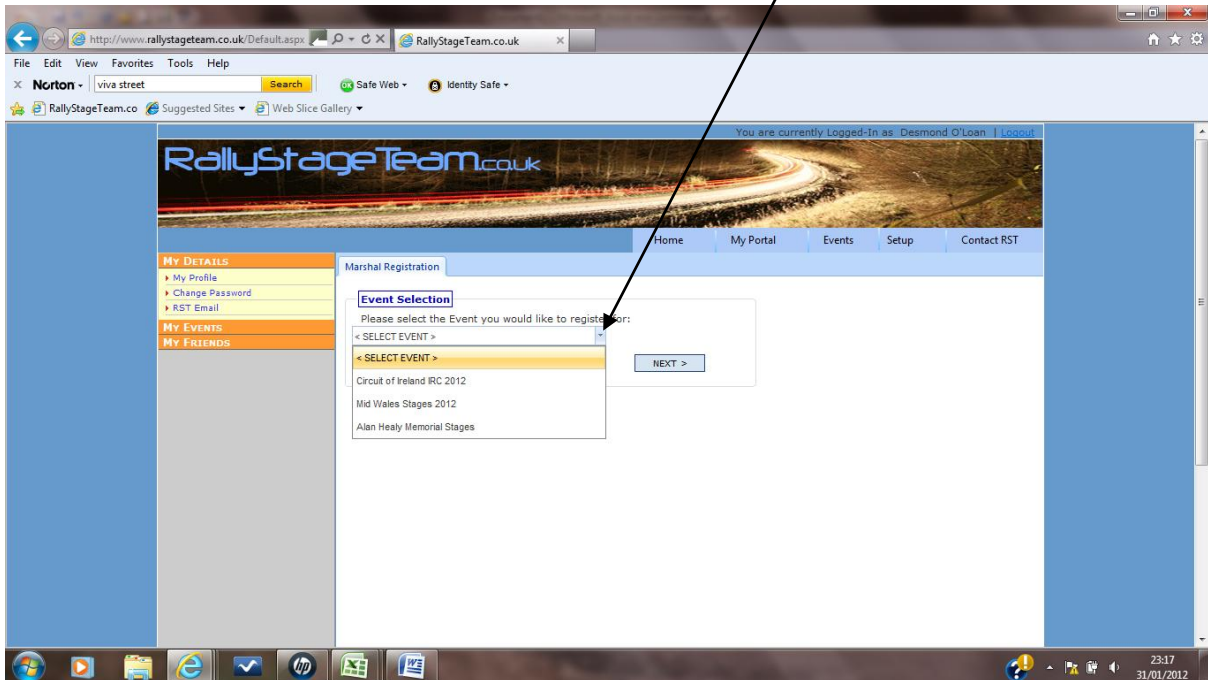 http://www.rallystageteam.co.uk/Default.aspx
RallyStageTeam.co.uk
File Edit View Favorites Tools Help
x Norton - viva street Search OK Safe Web Identity Safe
RallyStageTeam.co Suggested Sites Web Slice Gallery
You are currently Logged-In as Desmond O'Loan | Logout
RallyStageTeam.co.uk
Home My Portal Events Setup Contact RST
MY DETAILS
My Profile
Change Password
RST Email
MY EVENTS
MY FRIENDS
Marshal Registration
Event Selection
Please select the Event you would like to register for:
< SELECT EVENT >
< SELECT EVENT >
Circuit of Ireland IRC 2012
Mid Wales Stages 2012
Alan Healy Memorial Stages
NEXT >
hp
23:17
31/01/2012